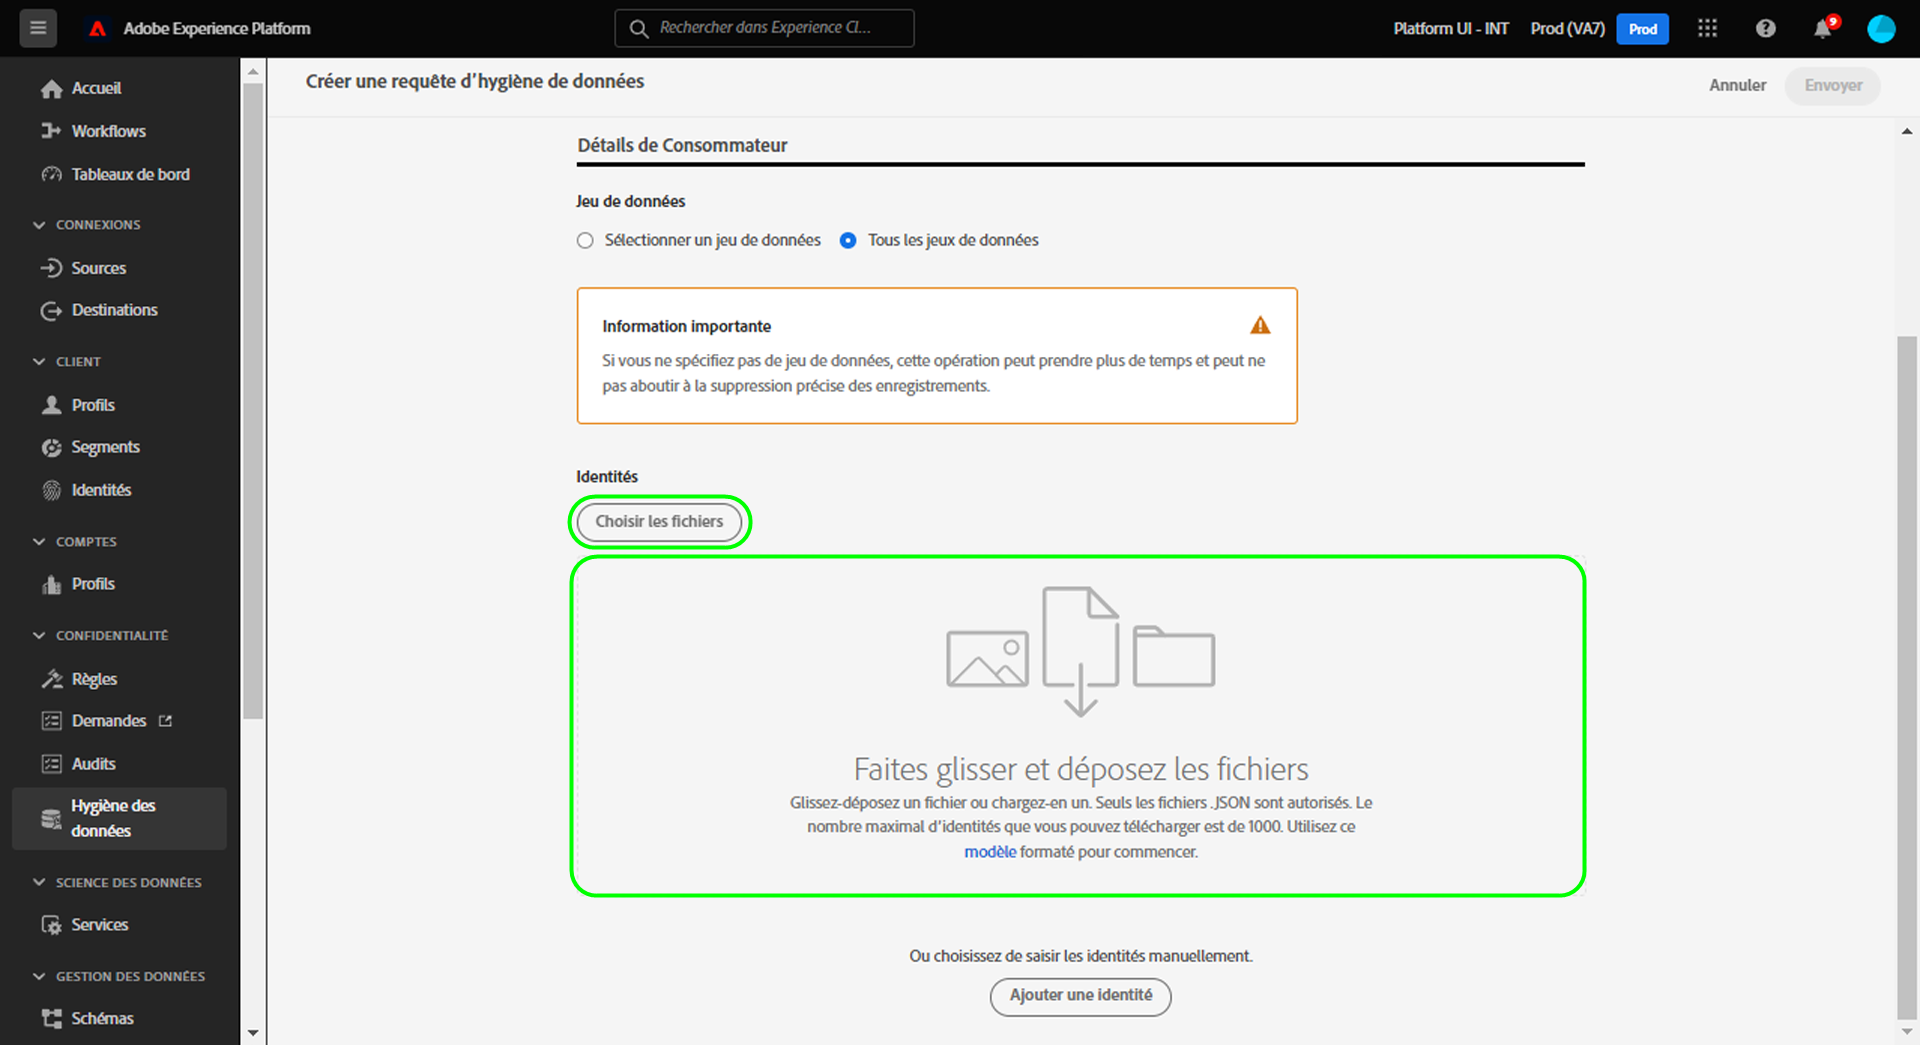 Adobe Experience Platform
Rechercher dans Experience Cl...
Platform UI - INT
Prod (VA7)
Prod
9
Accueil
Workflows
Tableaux de bord
CONNEXIONS
Sources
Destinations
CLIENT
Profils
Segments
Identités
COMPTES
Profils
CONFIDENTIALITÉ
Règles
Demandes
Audits
Hygiène des
données
SCIENCE DES DONNÉES
Services
GESTION DES DONNÉES
Schémas
Créer une requête d'hygiène de données
Annuler
Envoyer
Détails de Consommateur
Jeu de données
Sélectionner un jeu de données
Tous les jeux de données
Information importante
Si vous ne spécifiez pas de jeu de données, cette opération peut prendre plus de temps et peut ne
pas aboutir à la suppression précise des enregistrements.
Identités
Choisir les fichiers
Faites glisser et déposez les fichiers
Glissez-déposez un fichier ou chargez-en un. Seuls les fichiers .JSON sont autorisés. Le
nombre maximal d'identités que vous pouvez télécharger est de 1000. Utilisez ce
modèle formaté pour commencer.
Ou choisissez de saisir les identités manuellement.
Ajouter une identité